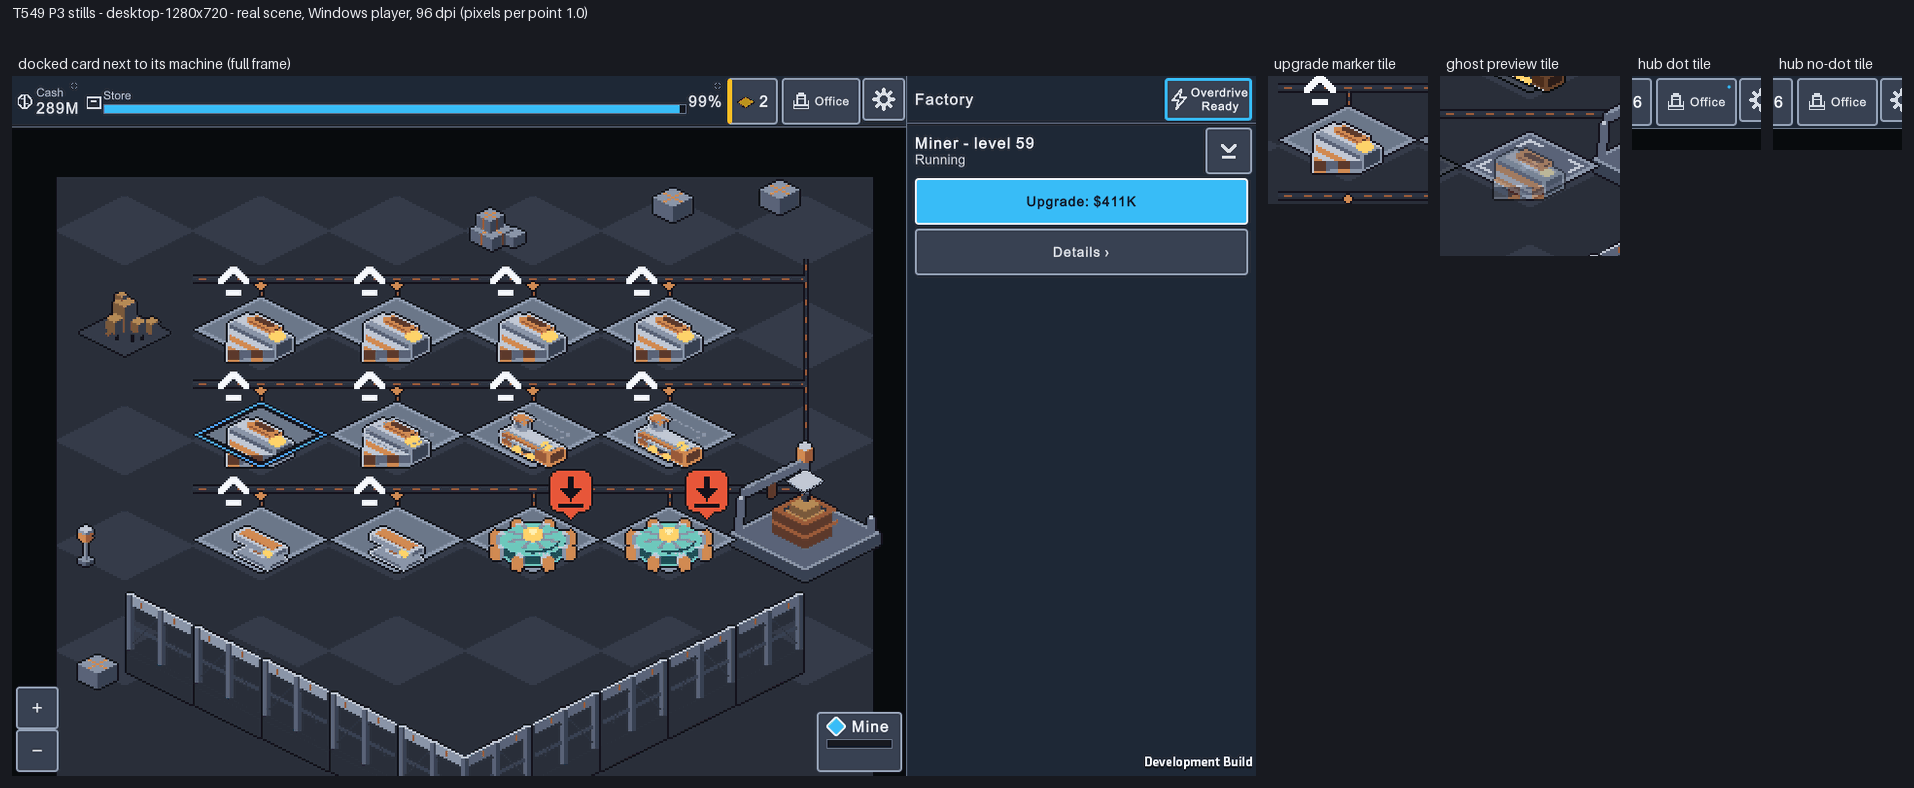 T549 P3 stills - desktop-1280x720 - real scene, Windows player, 96 dpi (pixels per point 1.0)
docked card next to its machine (full frame)
upgrade marker tile
ghost preview tile
hub dot tile
hub no-dot tile
Cash
289M
Store
99%
2
Office
Factory
Overdrive
Ready
Miner - level 59
Running
Upgrade: $411K
Details ›
+
−
Mine
Development Build
6
Office
6
Office